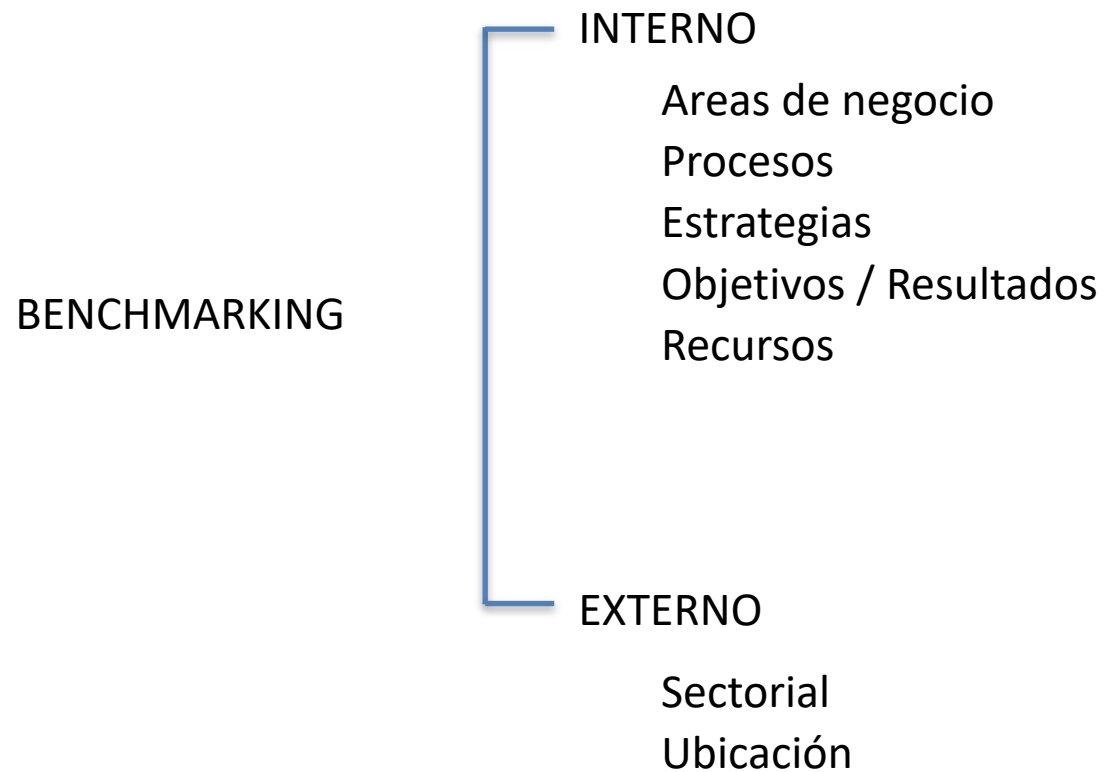 INTERNO
Areas de negocio
Procesos
Estrategias
Objetivos / Resultados
Recursos
BENCHMARKING
EXTERNO
Sectorial
Ubicación